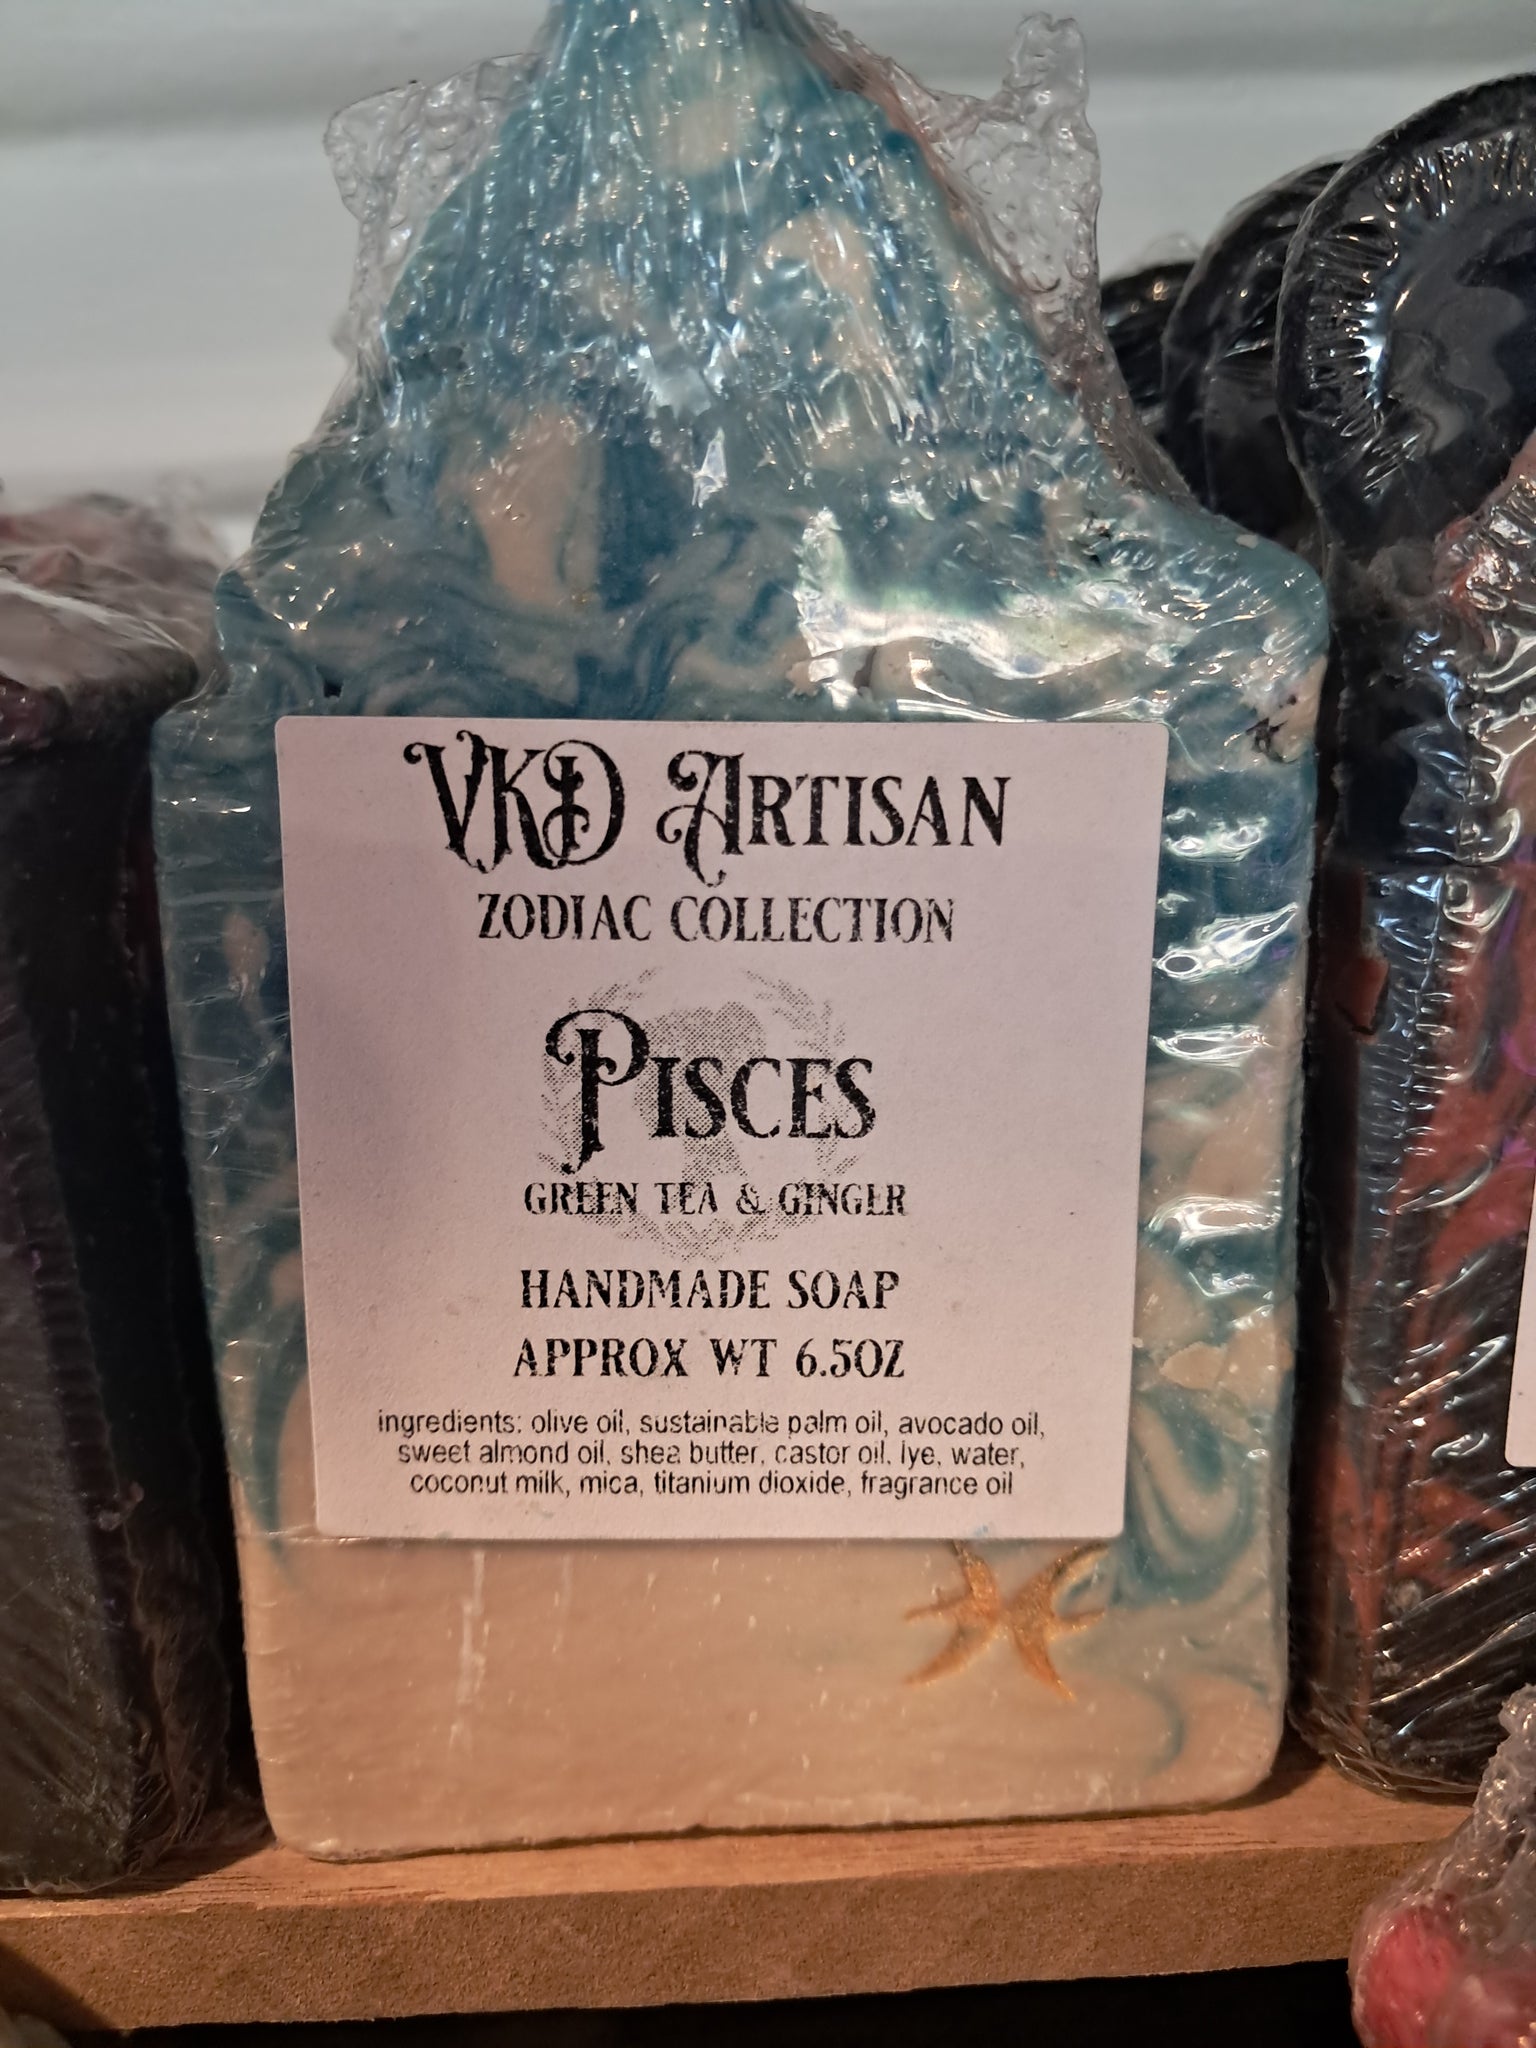 VKD ARTISAN
ZODIAC COLLECTION
PISCES
GREEN TEA & GINGER
HANDMADE SOAP
APPROX WT 6.5OZ
ingredients: olive oil, sustainable palm oil, avocado oil,
sweet almond oil, shea butter, castor oil, lye, water,
coconut milk, mica, titanium dioxide, fragrance oil